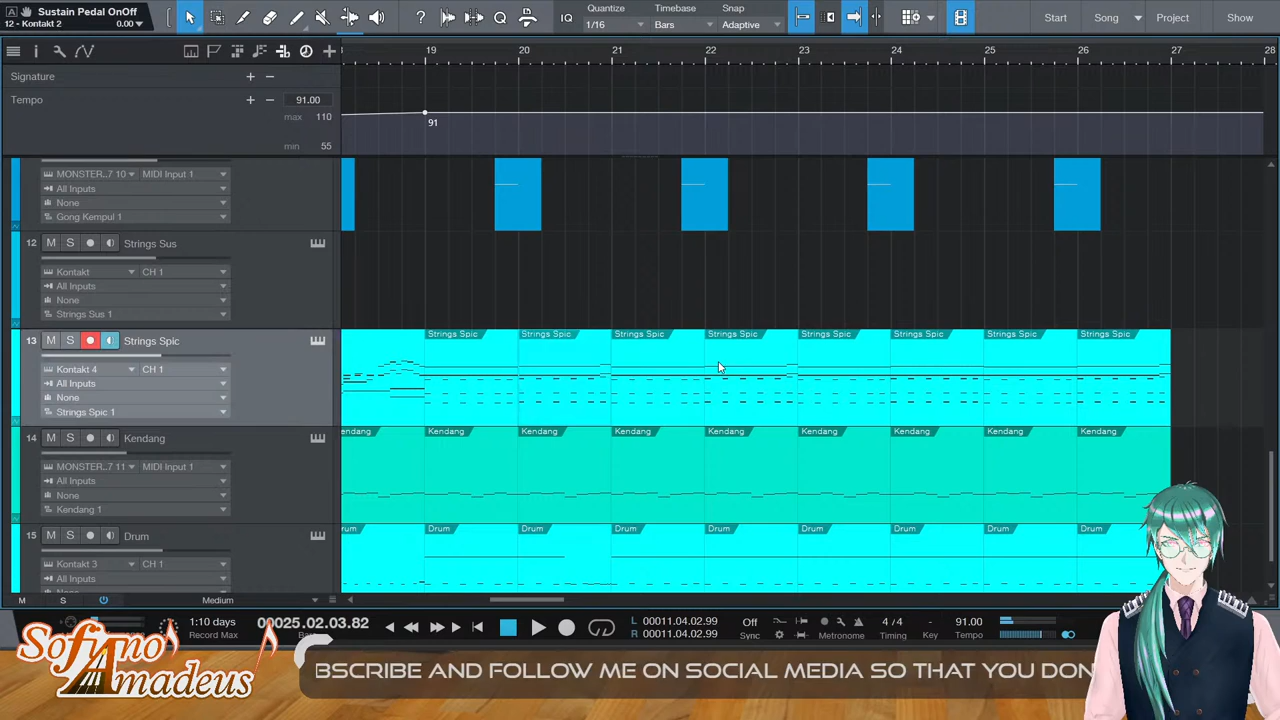 Sustain Pedal OnOff
12 - Kontakt 2 0.00
IQ
Quantize
1/16
Timebase
Bars
Snap
Adaptive
Start
Song
Project
Show
19 20 21 22 23 24 25 26 27 28
Signature
+ -
Tempo
+ -
91.00
max 110
min 55
91
MONSTER..7 10 MIDI Input 1
All Inputs
None
Gong Kempul 1
12 M S Strings Sus
Kontakt CH 1
All Inputs
None
Strings Sus 1
13 M S Strings Spic
Kontakt 4 CH 1
All Inputs
None
Strings Spic 1
Strings Spic Strings Spic Strings Spic Strings Spic Strings Spic Strings Spic Strings Spic Strings Spic
14 M S Kendang
MONSTER..7 11 MIDI Input 1
All Inputs
None
Kendang 1
Kendang Kendang Kendang Kendang Kendang Kendang Kendang Kendang
15 M S Drum
Kontakt 3 CH 1
All Inputs
None
rum Drum Drum Drum Drum Drum Drum Drum Drum
M S Medium
1:10 days
Record Max
00025.02.03.82
L 00011.04.02.99
R 00011.04.02.99
Off
Sync
Metronome
4 / 4
Timing
-
Key
91.00
Tempo
Sofiano
Amadeus
BSCRIBE AND FOLLOW ME ON SOCIAL MEDIA SO THAT YOU DON